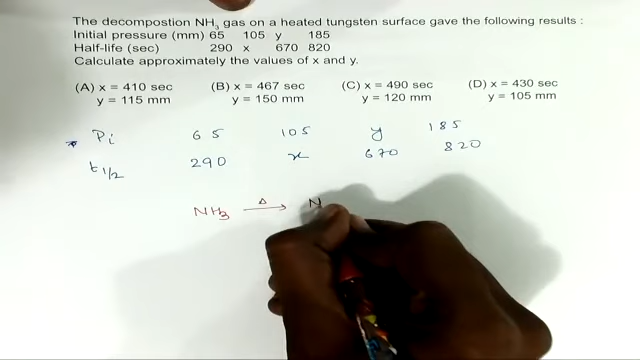 The decompostion NH₃ gas on a heated tungsten surface gave the following results :
Initial pressure (mm) 65 105 y 185
Half-life (sec) 290 x 670 820
Calculate approximately the values of x and y.
(A) x = 410 sec (B) x = 467 sec (C) x = 490 sec (D) x = 430 sec
y = 115 mm y = 150 mm y = 120 mm y = 105 mm
Pi 65 105 y 185
t1/2 290 x 670 820
NH3 Δ→ N